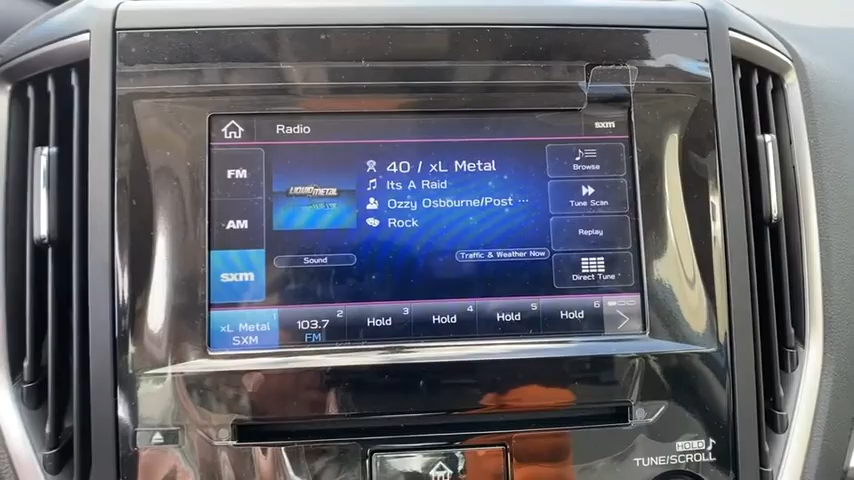 Radio
sxm
FM
AM
sxm
LIQUID METAL
40 / xL Metal
Its A Raid
Ozzy Osbourne/Post ···
Rock
Browse
Tune Scan
Replay
Direct Tune
Sound
Traffic & Weather Now
1
xL Metal
SXM
2
103.7
FM
3
Hold
4
Hold
5
Hold
6
Hold
HOLD
TUNE/SCROLL